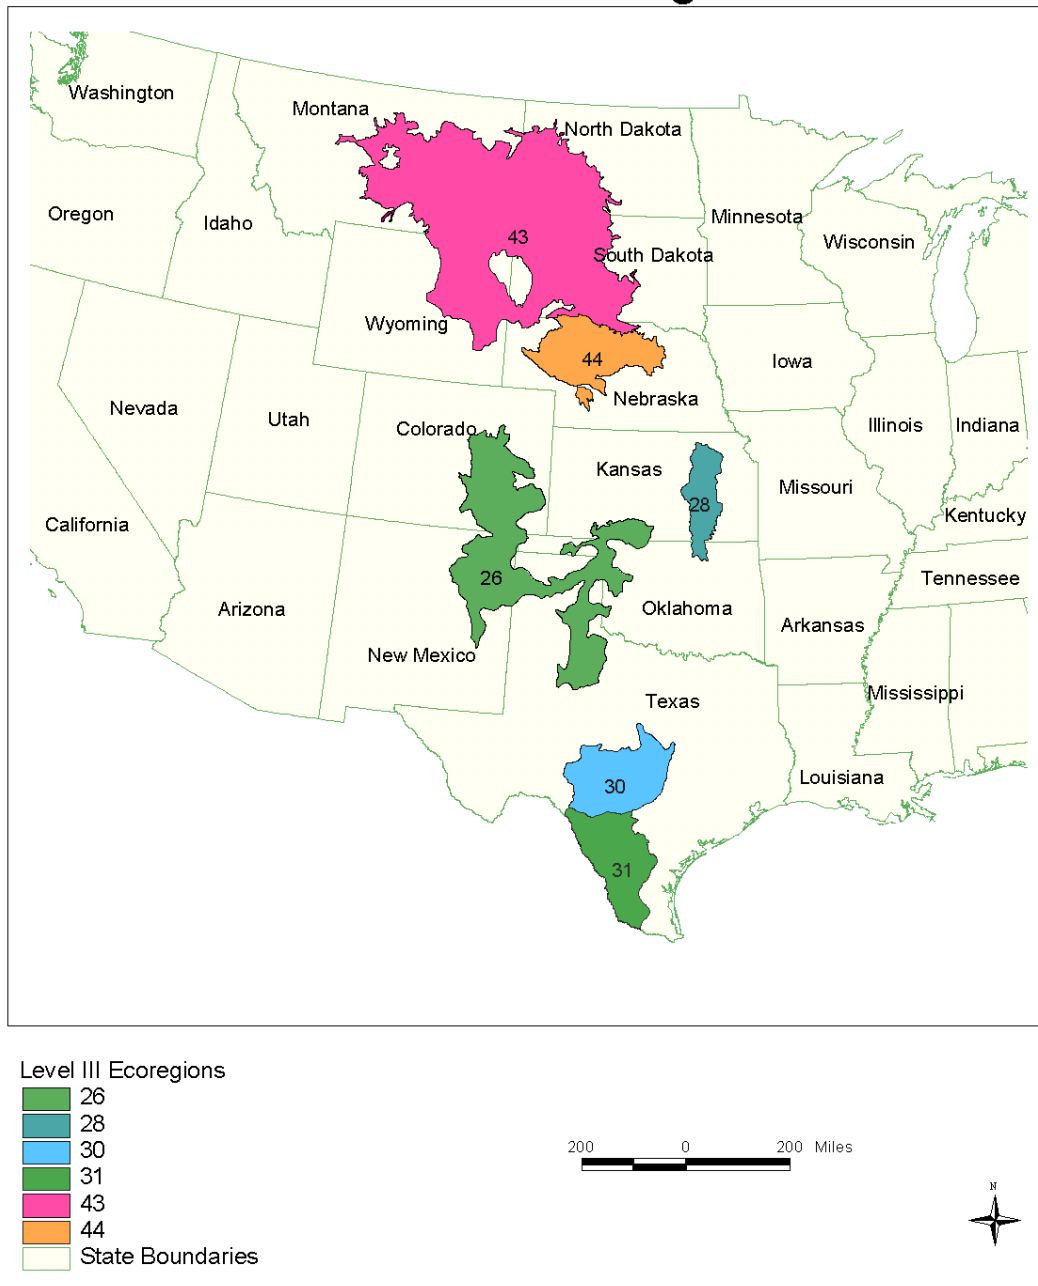 Washington
Montana
North Dakota
Oregon
Idaho
Minnesota
43
Wisconsin
South Dakota
Wyoming
44
Iowa
Nebraska
Nevada
Utah
Colorado
Illinois
Indiana
Kansas
Missouri
28
California
Kentucky
26
Tennessee
Arizona
Oklahoma
Arkansas
New Mexico
Mississippi
Texas
30
Louisiana
31
Level III Ecoregions
26
28
30
31
43
44
State Boundaries
200 0 200 Miles
N